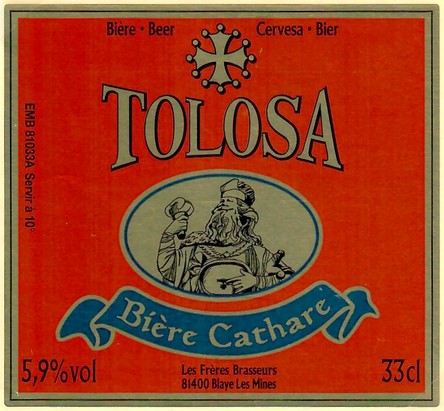 Bière • Beer
Cervesa • Bier
TOLOSA
EMB 81033A Servir à 10°
Bière Cathare
5,9% vol
Les Frères Brasseurs
81400 Blaye Les Mines
33cl